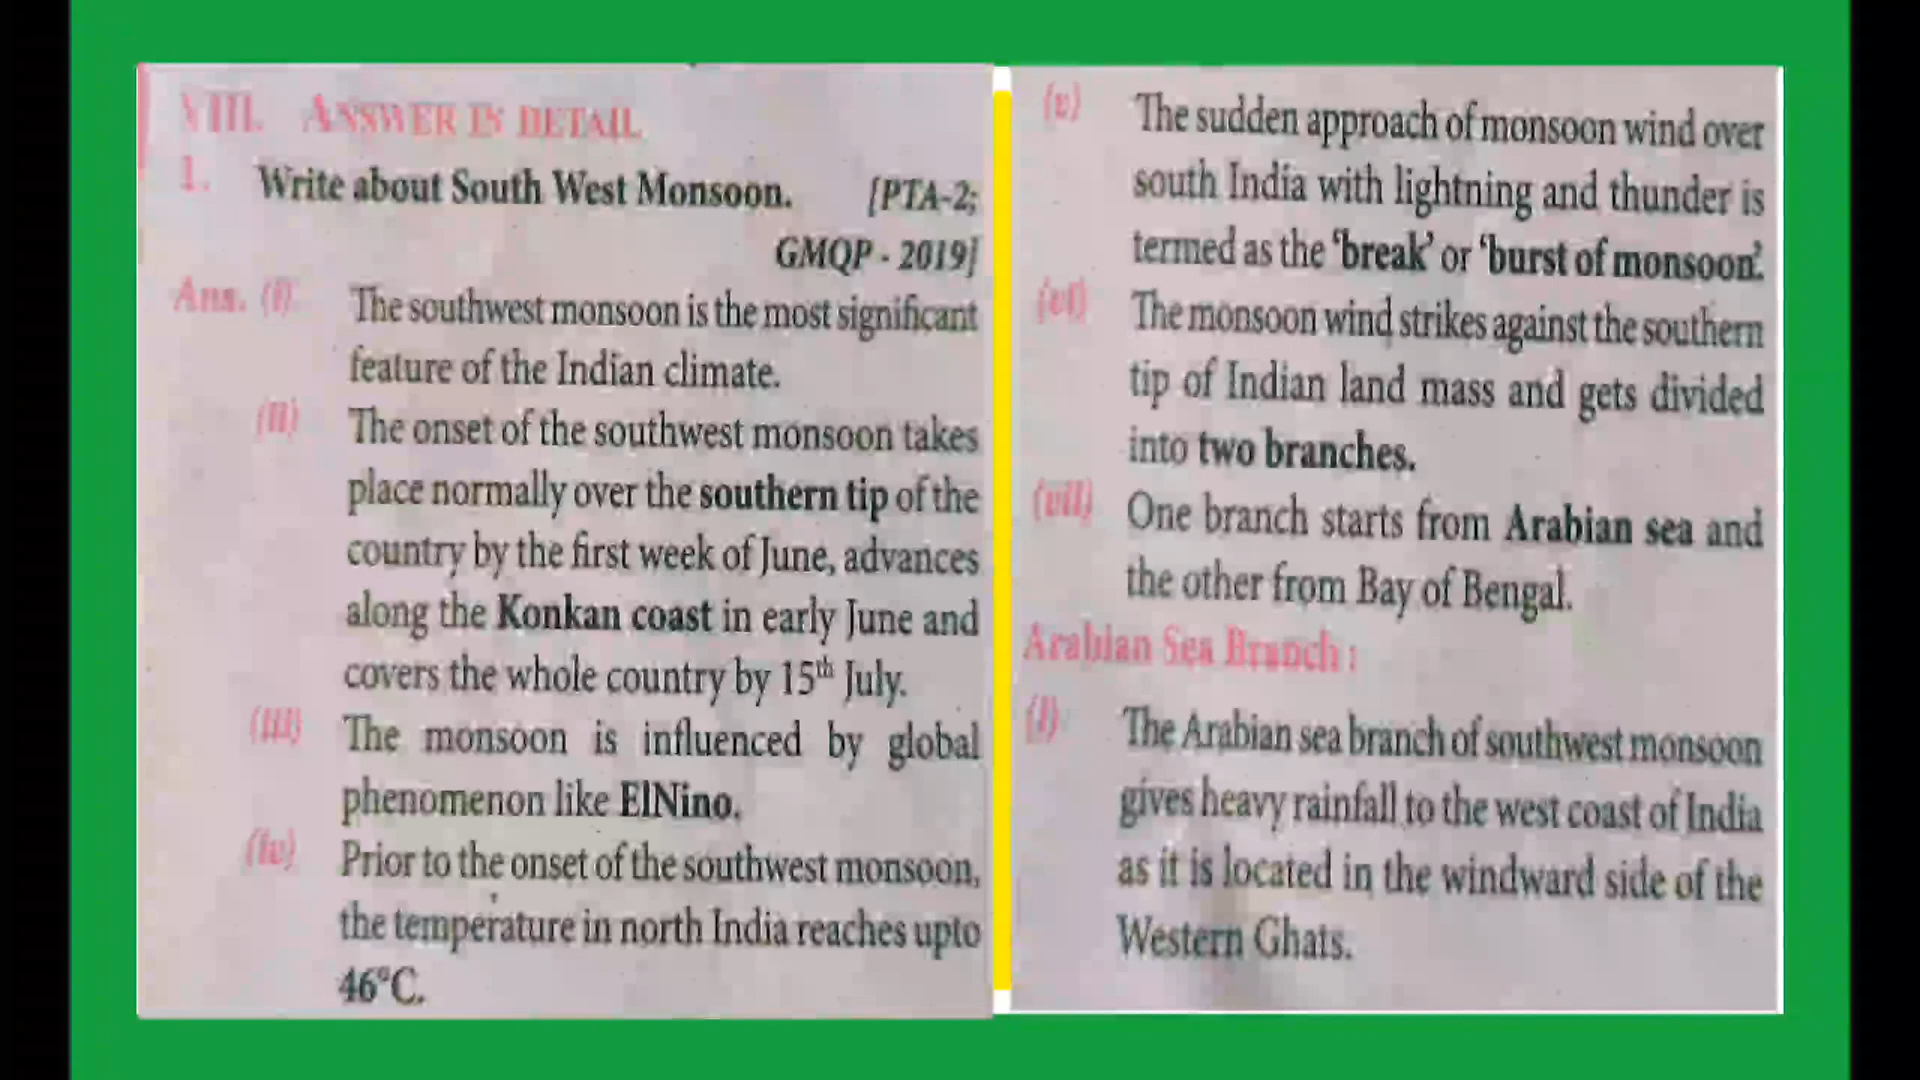 VIII. ANSWER IN DETAIL
1. Write about South West Monsoon. [PTA-2;
GMQP - 2019]
Ans. (i) The southwest monsoon is the most significant
feature of the Indian climate.
(ii) The onset of the southwest monsoon takes
place normally over the southern tip of the
country by the first week of June, advances
along the Konkan coast in early June and
covers the whole country by 15th July.
(iii) The monsoon is influenced by global
phenomenon like ElNino.
(iv) Prior to the onset of the southwest monsoon,
the temperature in north India reaches upto
46°C.
(v) The sudden approach of monsoon wind over
south India with lightning and thunder is
termed as the ‘break’ or ‘burst of monsoon’.
(vi) The monsoon wind strikes against the southern
tip of Indian land mass and gets divided
into two branches.
(vii) One branch starts from Arabian sea and
the other from Bay of Bengal.
Arabian Sea Branch :
(i) The Arabian sea branch of southwest monsoon
gives heavy rainfall to the west coast of India
as it is located in the windward side of the
Western Ghats.